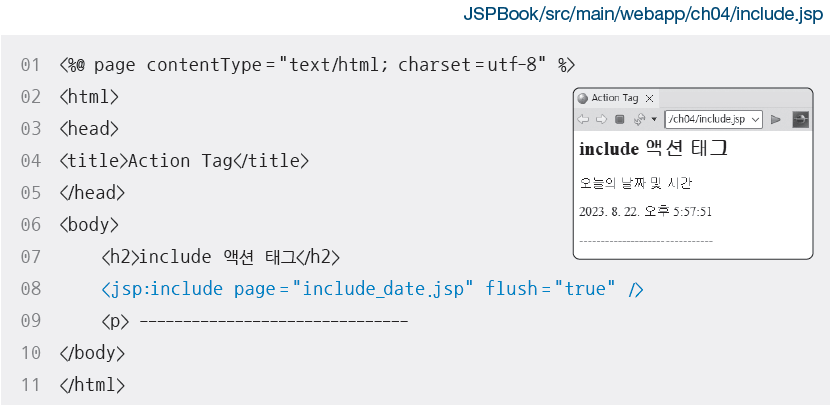 JSPBook/src/main/webapp/ch04/include.jsp
01 <%@ page contentType="text/html; charset=utf-8" %>
02 <html>
03 <head>
04 <title>Action Tag</title>
05 </head>
06 <body>
07 <h2>include 액션 태그</h2>
08 <jsp:include page="include_date.jsp" flush="true" />
09 <p> -------------------------------
10 </body>
11 </html>
Action Tag
/ch04/include.jsp
include 액션 태그
오늘의 날짜 및 시간
2023. 8. 22. 오후 5:57:51
-------------------------------